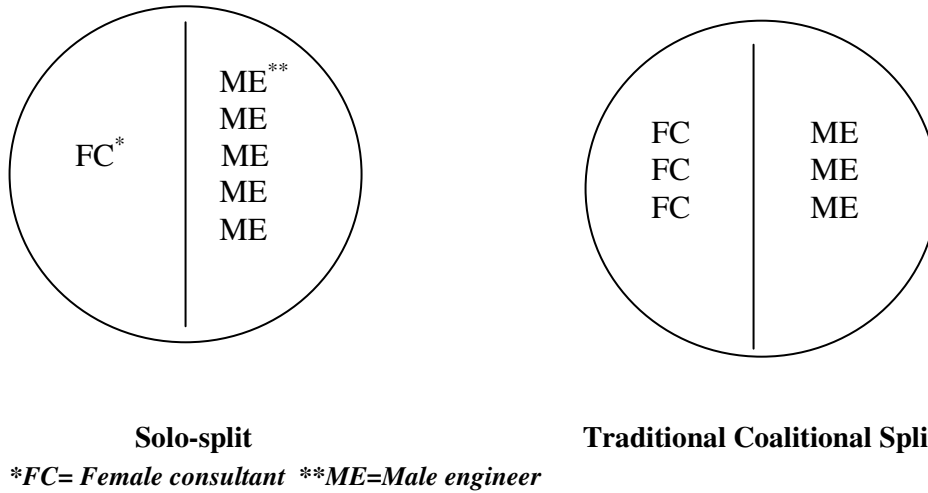 FC*
ME**
ME
ME
ME
ME
FC
FC
FC
ME
ME
ME
Solo-split
Traditional Coalitional Spli
*FC= Female consultant **ME=Male engineer